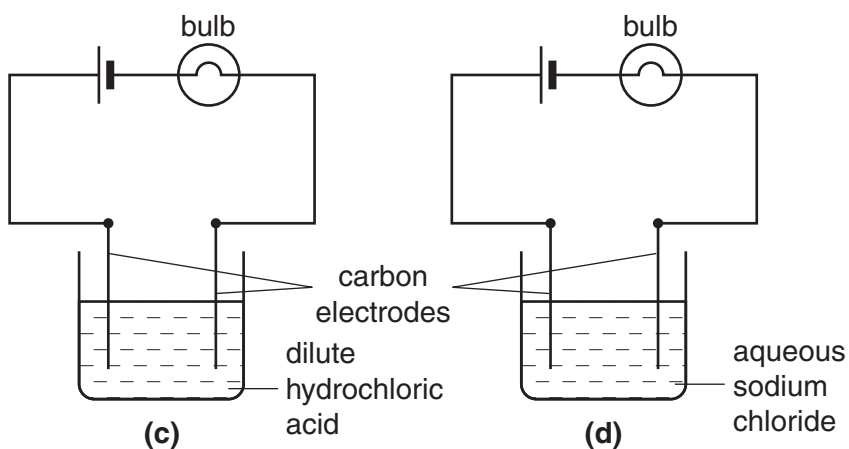 bulb
bulb
carbon
electrodes
dilute
hydrochloric
acid
aqueous
sodium
chloride
(c)
(d)